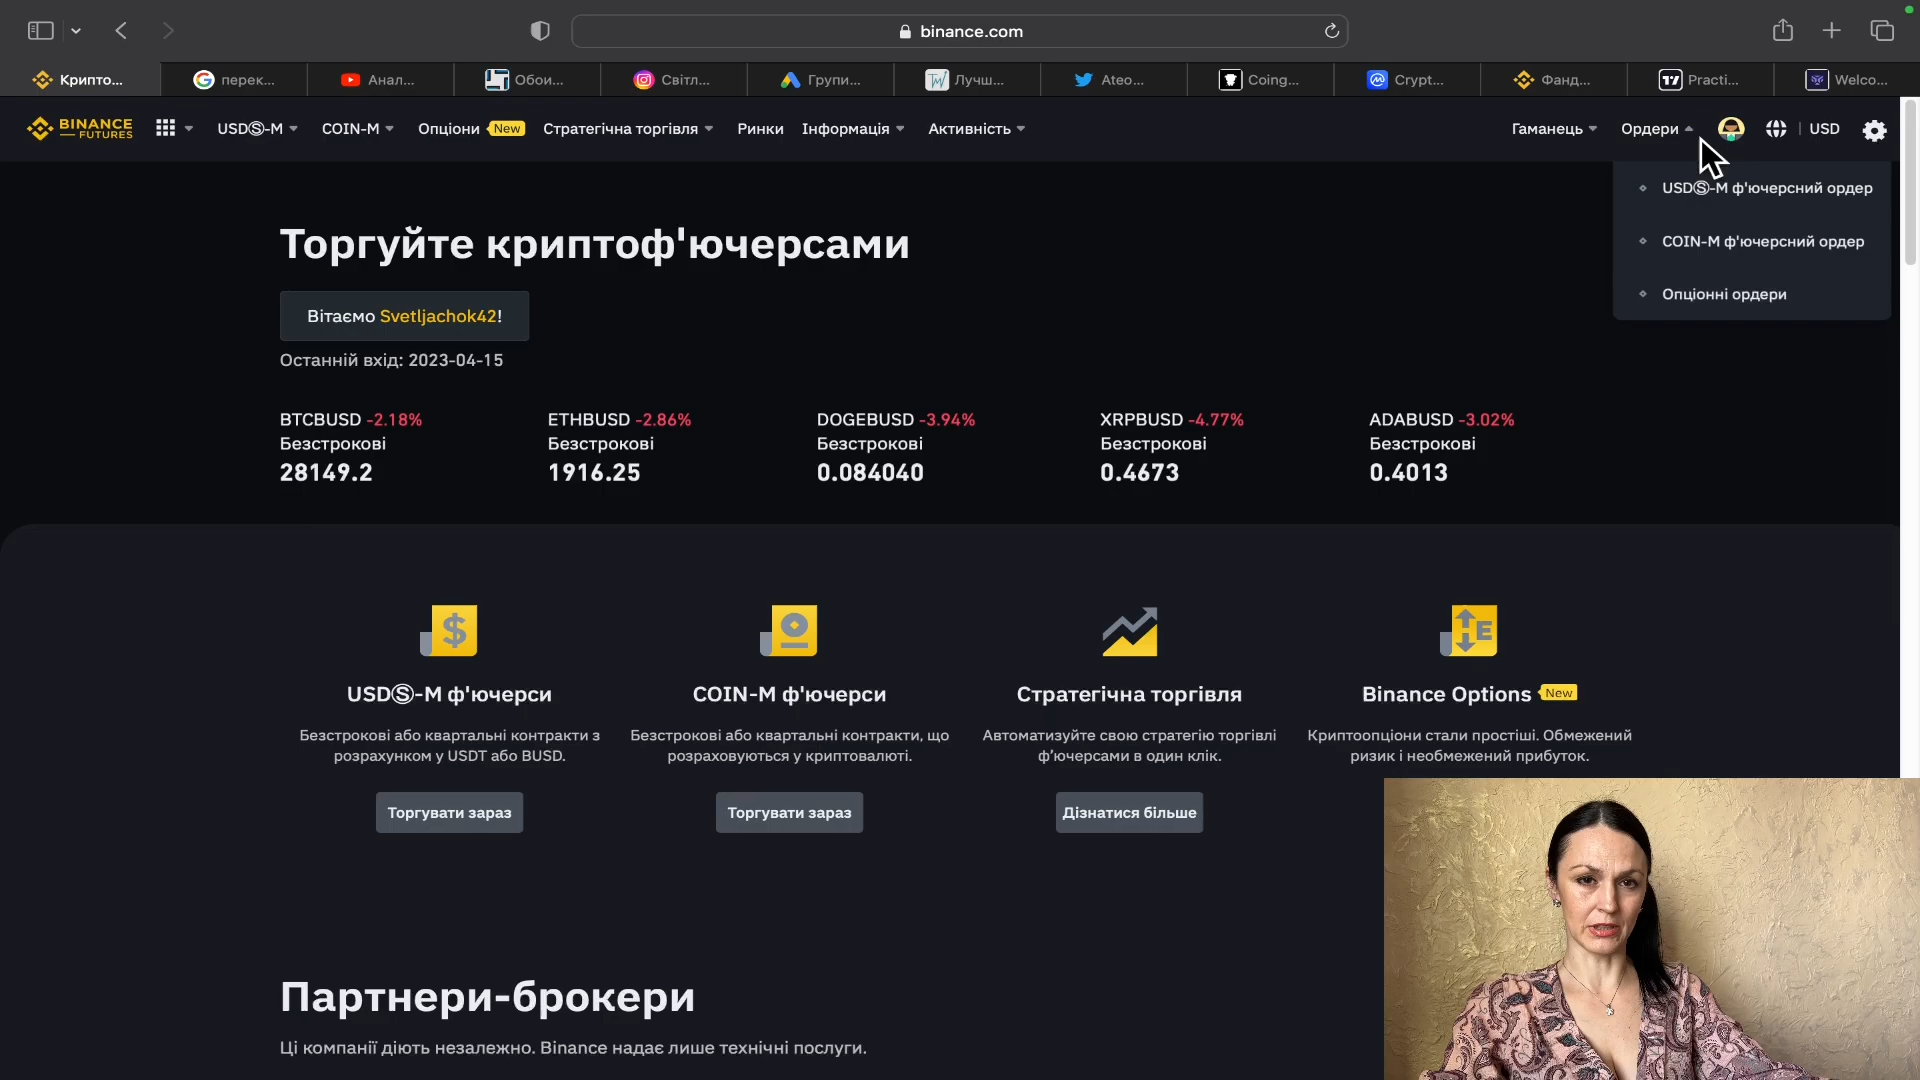 binance.com
Крипто...
перек...
Анал...
Обои...
Світл...
Групи...
Лучш...
Ateo...
Coing...
Crypt...
Фанд...
Practi...
Welco...
BINANCE
FUTURES
USDⓈ-M
COIN-M
Опціони New
Стратегічна торгівля
Ринки
Інформація
Активність
Гаманець
Ордери
USD
USDⓈ-M ф'ючерсний ордер
COIN-M ф'ючерсний ордер
Опціонні ордери
Торгуйте криптоф'ючерсами
Вітаємо Svetljachok42!
Останній вхід: 2023-04-15
BTCBUSD -2.18%
Безстрокові
28149.2
ETHBUSD -2.86%
Безстрокові
1916.25
DOGEBUSD -3.94%
Безстрокові
0.084040
XRPBUSD -4.77%
Безстрокові
0.4673
ADABUSD -3.02%
Безстрокові
0.4013
USDⓈ-M ф'ючерси
Безстрокові або квартальні контракти з
розрахунком у USDT або BUSD.
Торгувати зараз
COIN-M ф'ючерси
Безстрокові або квартальні контракти, що
розраховуються у криптовалюті.
Торгувати зараз
Стратегічна торгівля
Автоматизуйте свою стратегію торгівлі
ф’ючерсами в один клік.
Дізнатися більше
Binance Options New
Криптоопціони стали простіші. Обмежений
ризик і необмежений прибуток.
Партнери-брокери
Ці компанії діють незалежно. Binance надає лише технічні послуги.